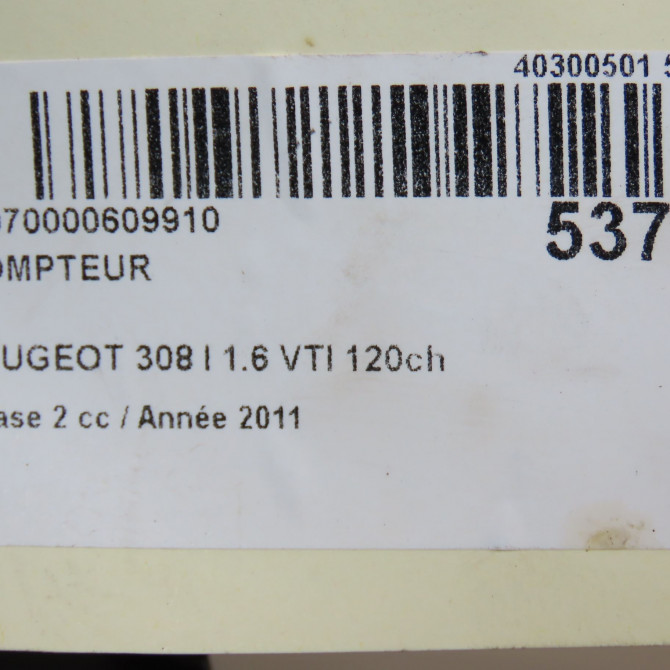 40300501 5
070000609910
537
OMPTEUR
UGEOT 308 I 1.6 VTI 120ch
ase 2 cc / Année 2011